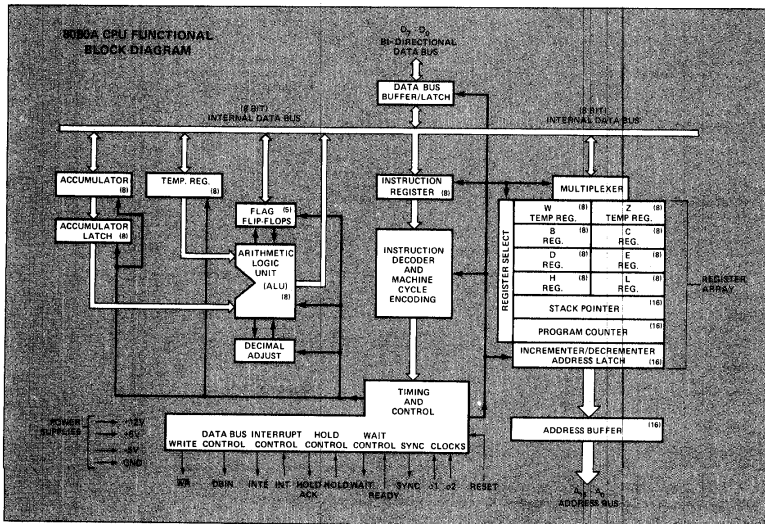 8080A CPU FUNCTIONAL
BLOCK DIAGRAM
D7 D0
BI-DIRECTIONAL
DATA BUS
DATA BUS
BUFFER/LATCH
(8 BIT)
INTERNAL DATA BUS
(8 BIT)
INTERNAL DATA BUS
ACCUMULATOR
(8)
TEMP. REG.
(8)
INSTRUCTION
REGISTER (8)
MULTIPLEXER
ACCUMULATOR
LATCH (8)
FLAG (5)
FLIP-FLOPS
ARITHMETIC
LOGIC
UNIT
(ALU)
(8)
DECIMAL
ADJUST
INSTRUCTION
DECODER
AND
MACHINE
CYCLE
ENCODING
REGISTER SELECT
W (8)
TEMP REG.
Z (8)
TEMP REG.
B (8)
REG.
C (8)
REG.
D (8)
REG.
E (8)
REG.
H (8)
REG.
L (8)
REG.
STACK POINTER (16)
PROGRAM COUNTER (16)
INCREMENTER/DECREMENTER
ADDRESS LATCH (16)
REGISTER
ARRAY
TIMING
AND
CONTROL
DATA BUS INTERRUPT HOLD WAIT
WRITE CONTROL CONTROL CONTROL CONTROL SYNC CLOCKS
ADDRESS BUFFER (16)
POWER
SUPPLIES
+12V
+5V
-5V
GND
WR DBIN INTE INT HOLD HOLD WAIT SYNC ø1 ø2 RESET
ACK READY
A15 A0
ADDRESS BUS